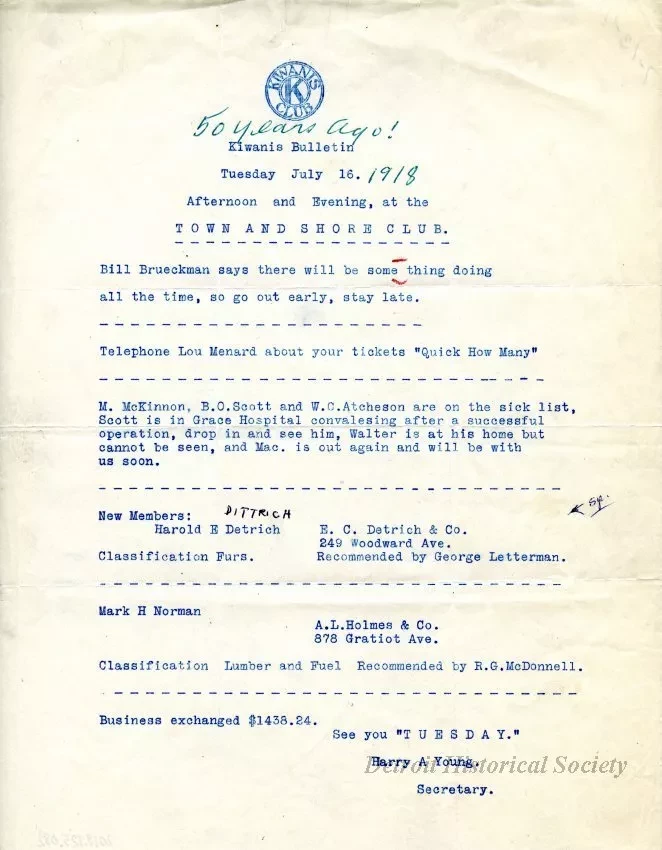 KIWANIS
K
CLUB
50 years ago!
Kiwanis Bulletin
Tuesday July 16. 1918
Afternoon and Evening, at the
T O W N A N D S H O R E C L U B.
Bill Brueckman says there will be some thing doing
all the time, so go out early, stay late.
Telephone Lou Menard about your tickets "Quick How Many"
M. McKinnon, B.O.Scott and W.C.Atcheson are on the sick list,
Scott is in Grace Hospital convalesing after a successful
operation, drop in and see him, Walter is at his home but
cannot be seen, and Mac. is out again and will be with
us soon.
New Members: DITTRICH
Harold E Detrich E. C. Detrich & Co.
249 Woodward Ave.
Classification Furs. Recommended by George Letterman.
Mark H Norman
A.L.Holmes & Co.
878 Gratiot Ave.
Classification Lumber and Fuel Recommended by R.G.McDonnell.
Business exchanged $1438.24.
See you "T U E S D A Y."
Harry A Young.
Detroit Historical Society
Secretary.